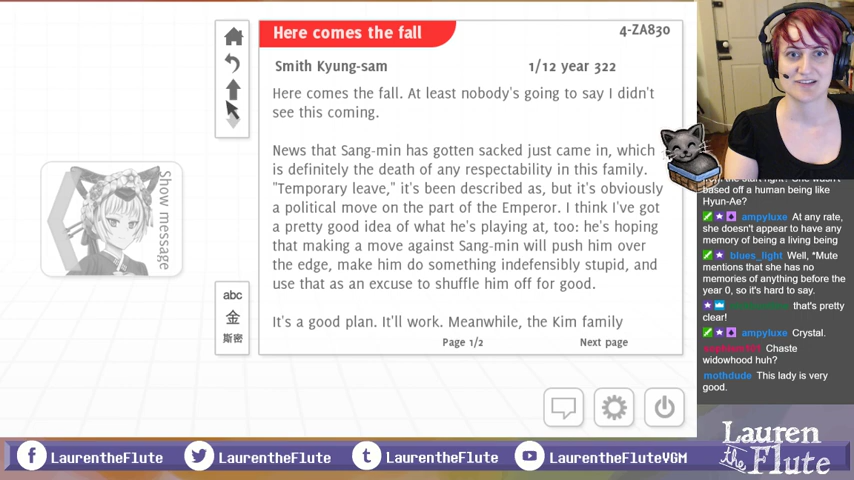 Here comes the fall
4-ZA830
Smith Kyung-sam
1/12 year 322
Here comes the fall. At least nobody's going to say I didn't
see this coming.
News that Sang-min has gotten sacked just came in, which
is definitely the death of any respectability in this family.
"Temporary leave," it's been described as, but it's obviously
a political move on the part of the Emperor. I think I've got
a pretty good idea of what he's playing at, too: he's hoping
that making a move against Sang-min will push him over
the edge, make him do something indefensibly stupid, and
use that as an excuse to shuffle him off for good.
It's a good plan. It'll work. Meanwhile, the Kim family
Page 1/2
Next page
Show message
abc
金
斯密
based off a human being like
Hyun-Ae?
ampyluxe At any rate,
she doesn't appear to have any
memory of being a living being
blues_light Well, *Mute
mentions that she has no
memories of anything before the
year 0, so it's hard to say.
that's pretty
clear!
ampyluxe Crystal.
Chaste
widowhood huh?
mothdude This lady is very
good.
Lauren
the Flute
LaurentheFlute
LaurentheFlute
LaurentheFlute
LaurentheFluteVGM